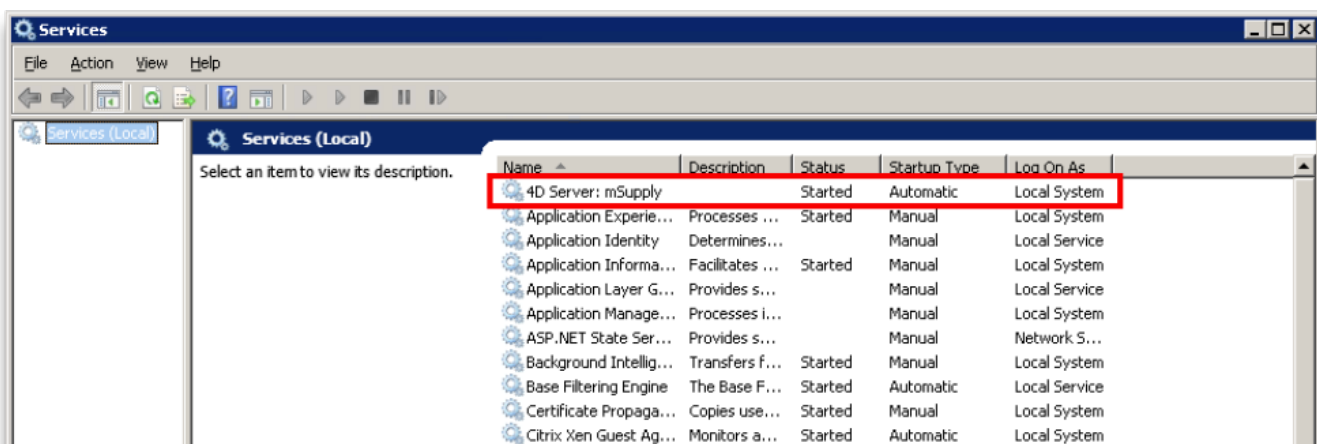 Services
File Action View Help
Services (Local)
Services (Local)
Select an item to view its description.
Name Description Status Startup Type Log On As
4D Server: mSupply Started Automatic Local System
Application Experie... Processes ... Started Manual Local System
Application Identity Determines... Manual Local Service
Application Informa... Facilitates ... Started Manual Local System
Application Layer G... Provides s... Manual Local Service
Application Manage... Processes i... Manual Local System
ASP.NET State Ser... Provides s... Manual Network S...
Background Intellig... Transfers f... Started Manual Local System
Base Filtering Engine The Base F... Started Automatic Local Service
Certificate Propaga... Copies use... Started Manual Local System
Citrix Xen Guest Ag... Monitors a... Started Automatic Local System